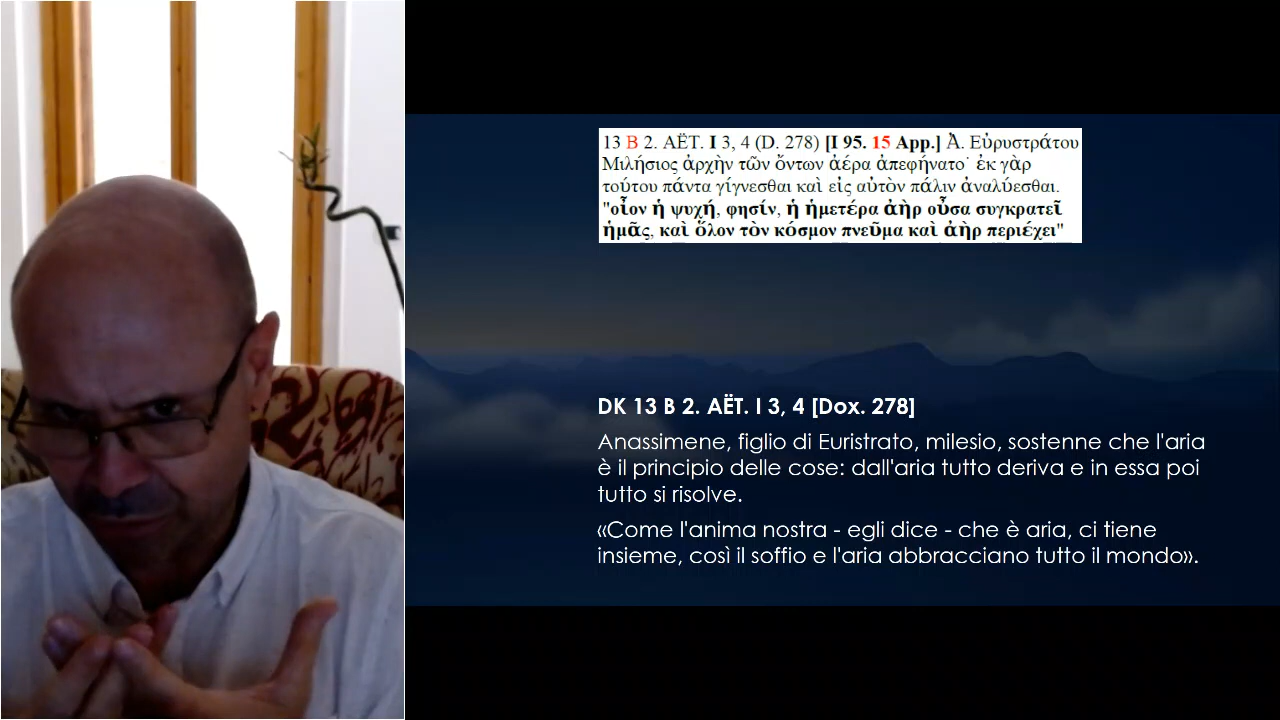 13 B 2. AËT. I 3, 4 (D. 278) [I 95. 15 App.] Ἀ. Εὐρυστράτου
Μιλήσιος ἀρχὴν τῶν ὄντων ἀέρα ἀπεφήνατο˙ ἐκ γὰρ
τούτου πάντα γίγνεσθαι καὶ εἰς αὐτὸν πάλιν ἀναλύεσθαι.
"οἷον ἡ ψυχή, φησίν, ἡ ἡμετέρα ἀὴρ οὖσα συγκρατεῖ
ἡμᾶς, καὶ ὅλον τὸν κόσμον πνεῦμα καὶ ἀὴρ περιέχει"
DK 13 B 2. AËT. I 3, 4 [Dox. 278]
Anassimene, figlio di Euristrato, milesio, sostenne che l'aria
è il principio delle cose: dall'aria tutto deriva e in essa poi
tutto si risolve.
«Come l'anima nostra - egli dice - che è aria, ci tiene
insieme, così il soffio e l'aria abbracciano tutto il mondo».